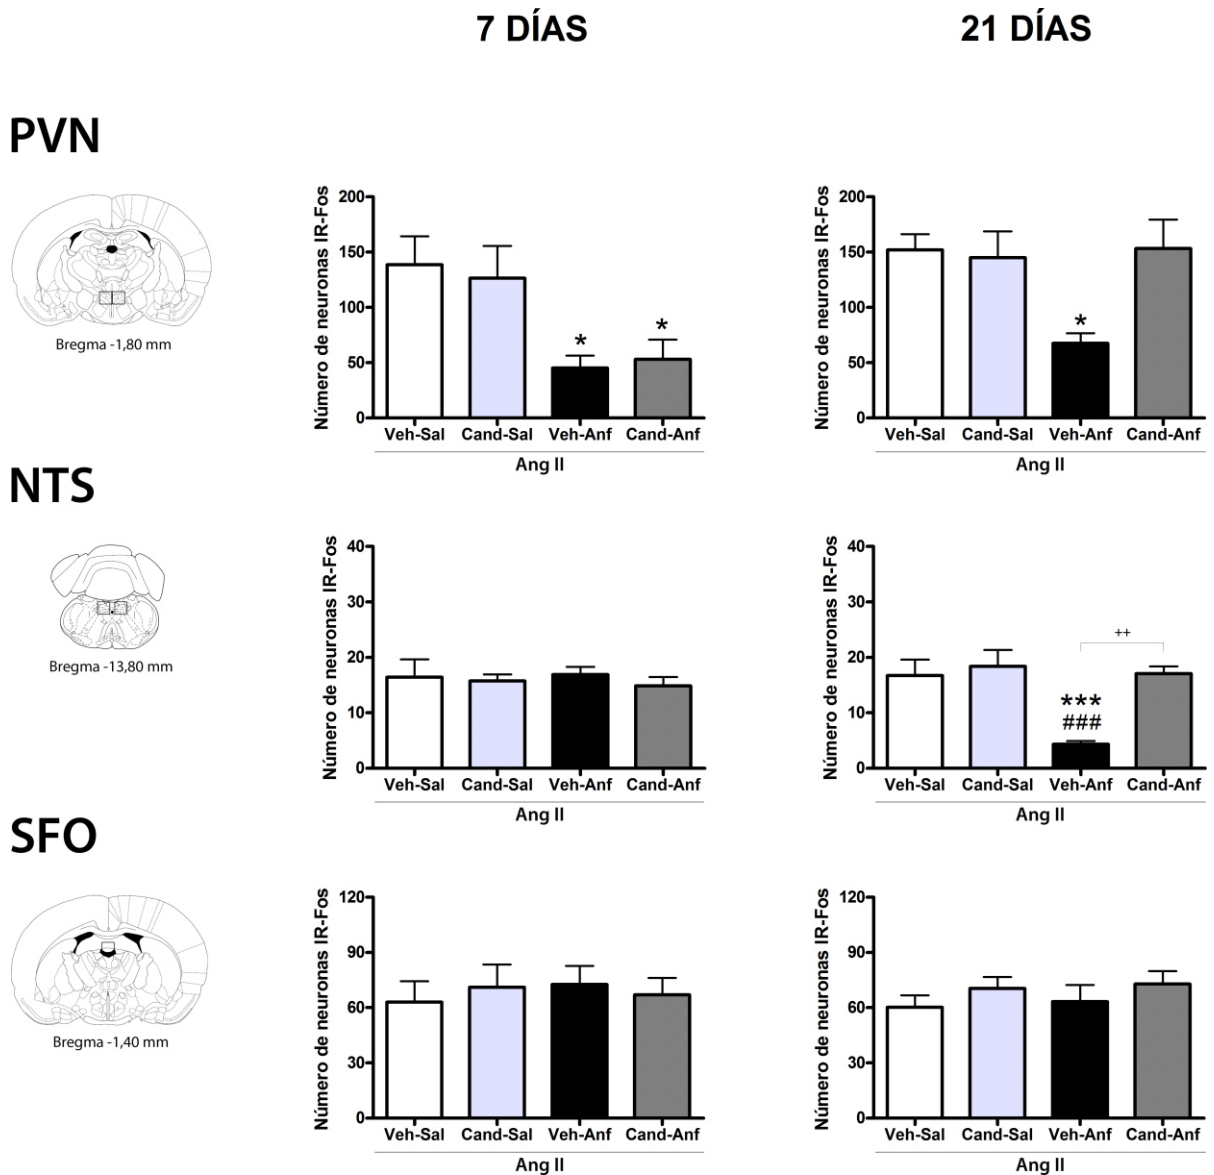 7 DÍAS
21 DÍAS
PVN
Bregma -1,80 mm
Número de neuronas IR-Fos
200
150
100
50
0
*
*
Veh-Sal Cand-Sal Veh-Anf Cand-Anf
Ang II
Número de neuronas IR-Fos
200
150
100
50
0
*
Veh-Sal Cand-Sal Veh-Anf Cand-Anf
Ang II
NTS
Bregma -13,80 mm
Número de neuronas IR-Fos
40
30
20
10
0
Veh-Sal Cand-Sal Veh-Anf Cand-Anf
Ang II
Número de neuronas IR-Fos
40
30
20
10
0
++
***
###
Veh-Sal Cand-Sal Veh-Anf Cand-Anf
Ang II
SFO
Bregma -1,40 mm
Número de neuronas IR-Fos
120
90
60
30
0
Veh-Sal Cand-Sal Veh-Anf Cand-Anf
Ang II
Número de neuronas IR-Fos
120
90
60
30
0
Veh-Sal Cand-Sal Veh-Anf Cand-Anf
Ang II